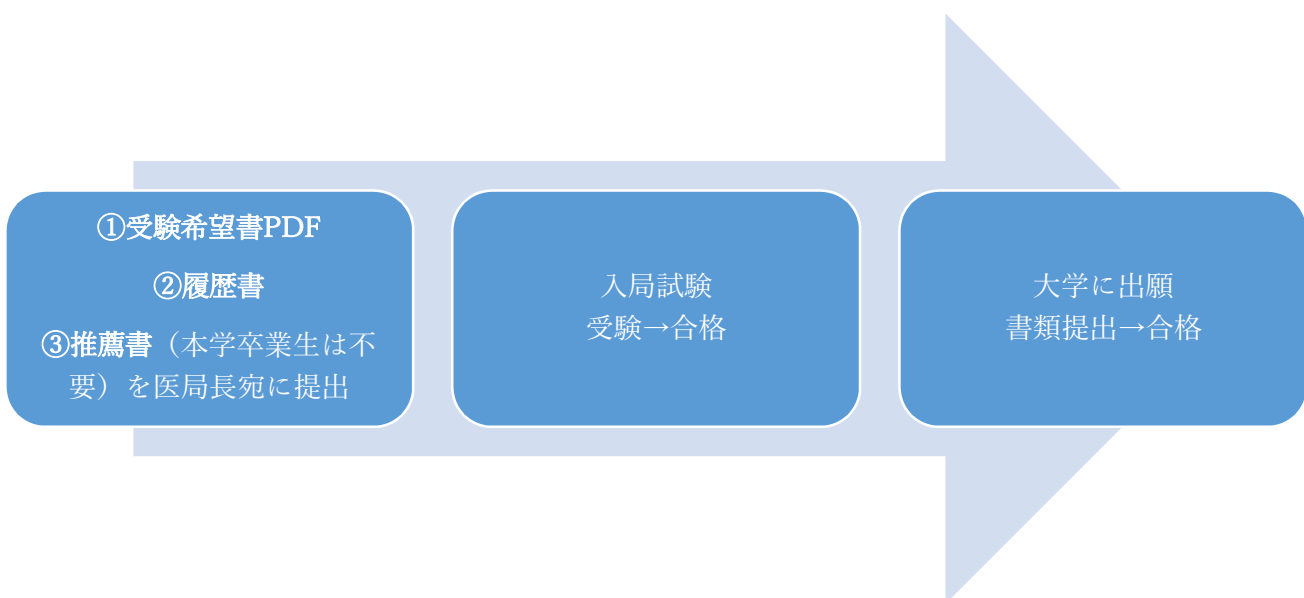 ①受験希望書PDF
②履歴書
③推薦書（本学卒業生は不
要）を医局長宛に提出
入局試験
受験→合格
大学に出願
書類提出→合格